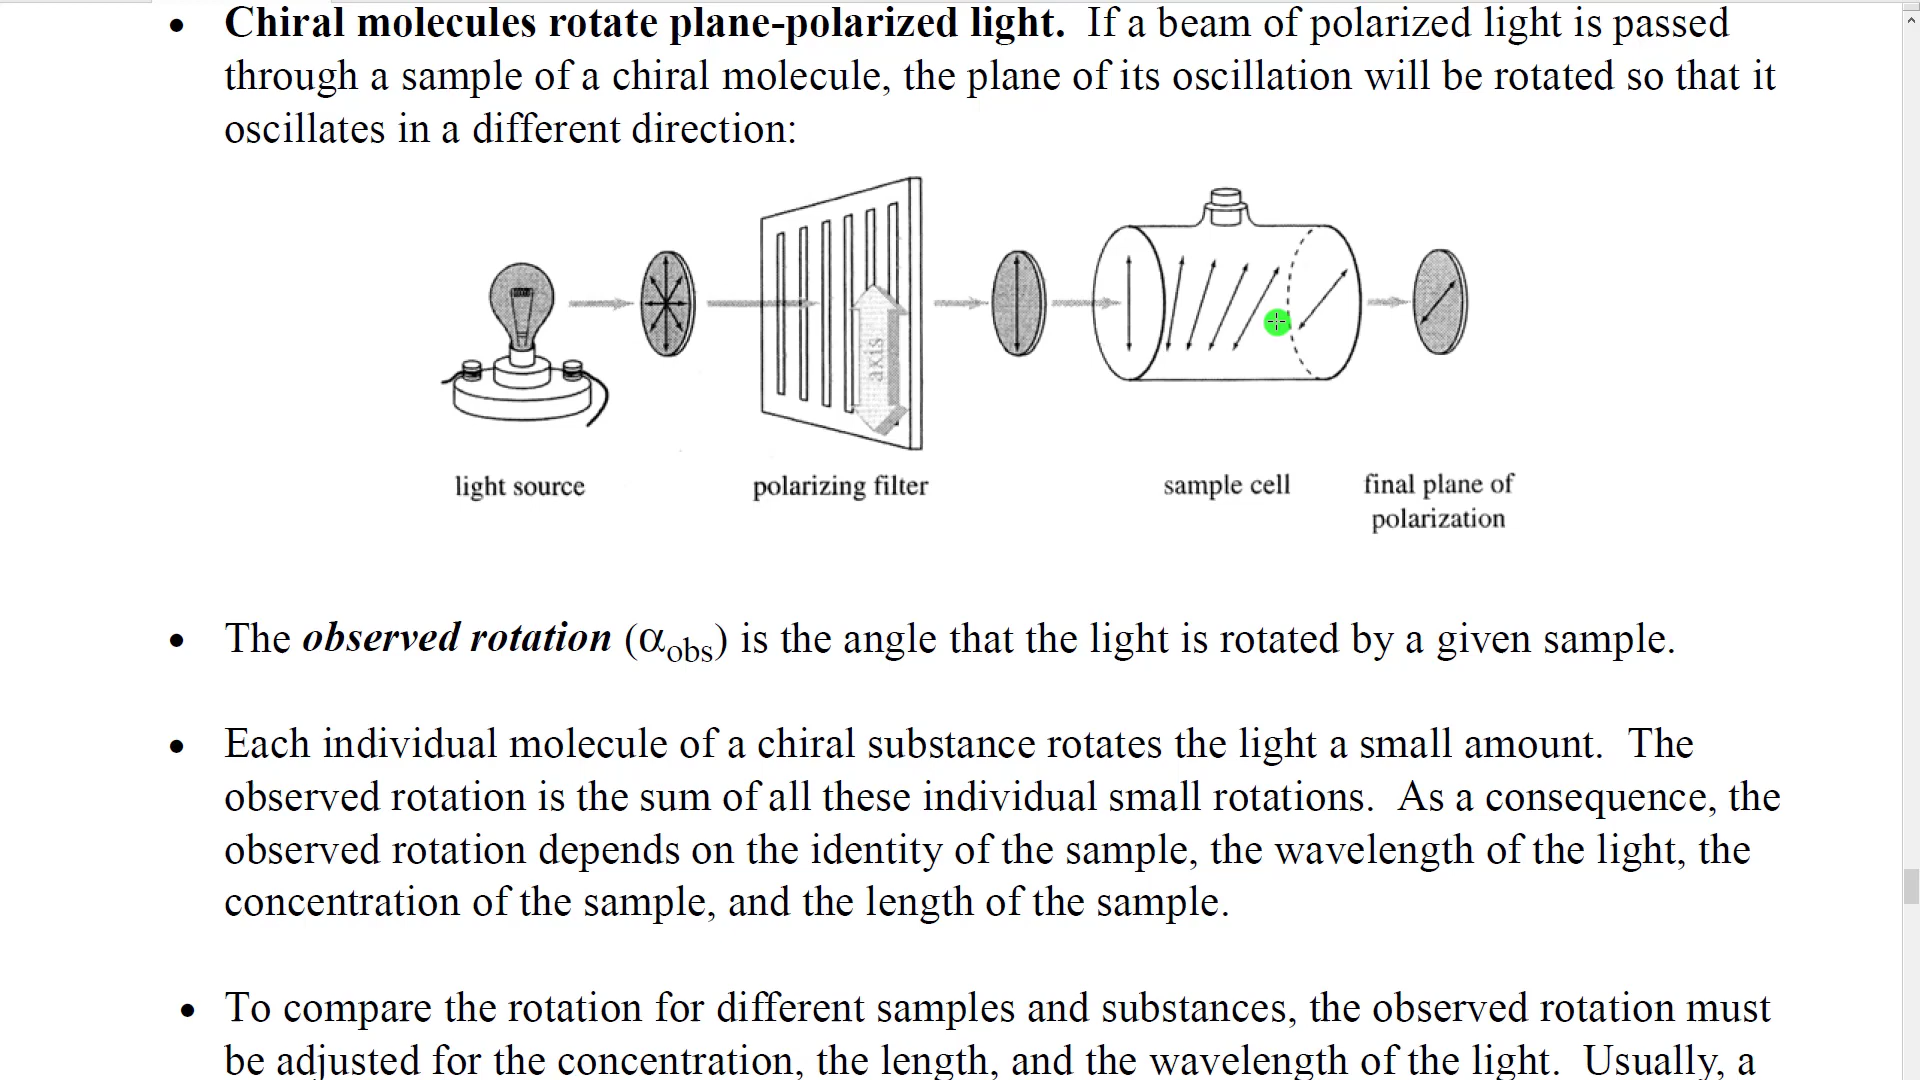 • Chiral molecules rotate plane-polarized light.  If a beam of polarized light is passed
through a sample of a chiral molecule, the plane of its oscillation will be rotated so that it
oscillates in a different direction:
axis
light source
polarizing filter
sample cell
final plane of
polarization
• The observed rotation (αobs) is the angle that the light is rotated by a given sample.
• Each individual molecule of a chiral substance rotates the light a small amount.  The
observed rotation is the sum of all these individual small rotations.  As a consequence, the
observed rotation depends on the identity of the sample, the wavelength of the light, the
concentration of the sample, and the length of the sample.
• To compare the rotation for different samples and substances, the observed rotation must
be adjusted for the concentration, the length, and the wavelength of the light.  Usually, a